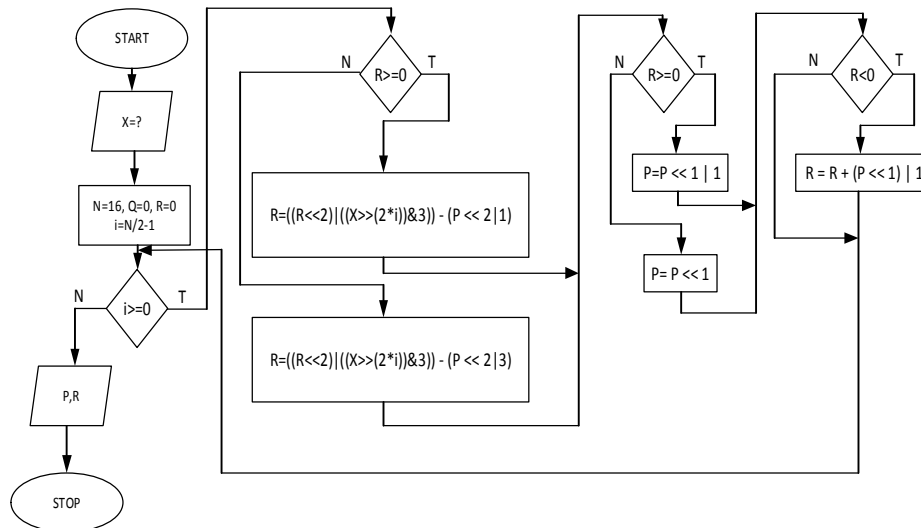 START
X=?
N=16, Q=0, R=0
i=N/2-1
N
i>=0
T
P,R
STOP
N
R>=0
T
R=((R<<2)|((X>>(2*i))&3)) - (P << 2|1)
R=((R<<2)|((X>>(2*i))&3)) - (P << 2|3)
N
R>=0
T
P=P << 1 | 1
P= P << 1
N
R<0
T
R = R + (P << 1) | 1